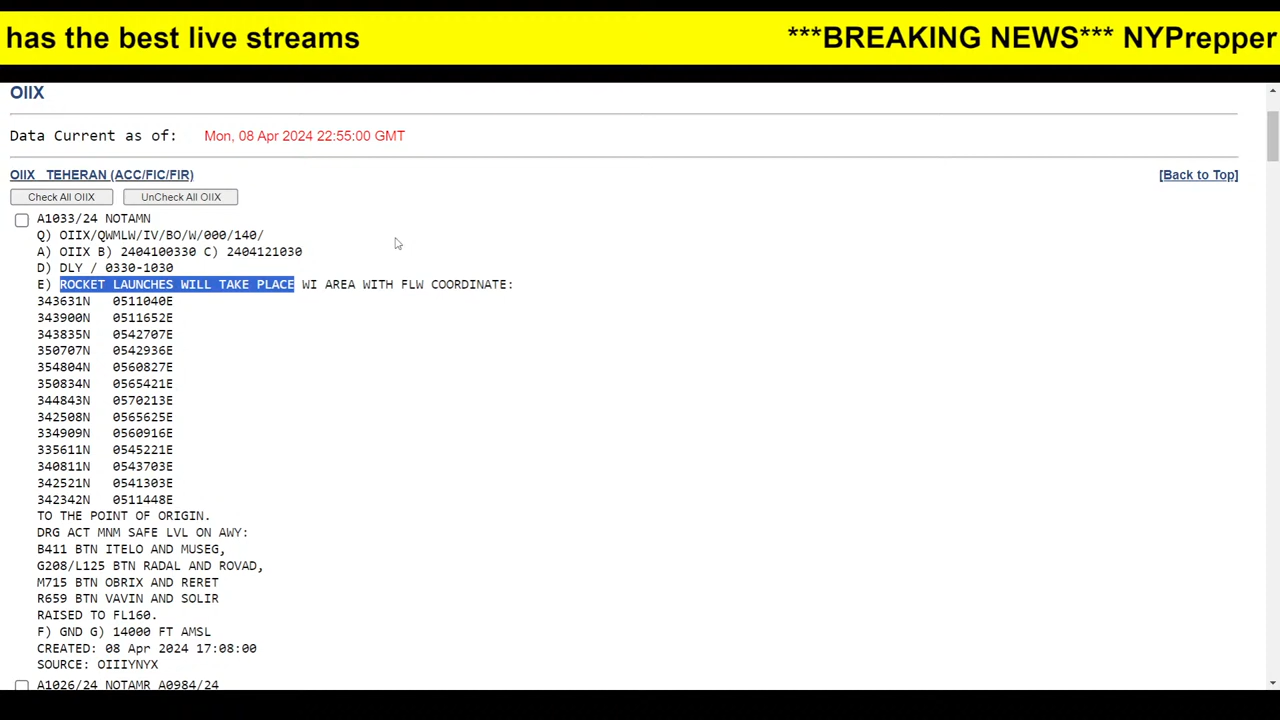 has the best live streams ***BREAKING NEWS*** NYPrepper
OIIX
Data Current as of: Mon, 08 Apr 2024 22:55:00 GMT
OIIX TEHERAN (ACC/FIC/FIR) [Back to Top]
Check All OIIX UnCheck All OIIX
A1033/24 NOTAMN
Q) OIIX/QWMLW/IV/BO/W/000/140/
A) OIIX B) 2404100330 C) 2404121030
D) DLY / 0330-1030
E) ROCKET LAUNCHES WILL TAKE PLACE WI AREA WITH FLW COORDINATE:
343631N 0511040E
343900N 0511652E
343835N 0542707E
350707N 0542936E
354804N 0560827E
350834N 0565421E
344843N 0570213E
342508N 0565625E
334909N 0560916E
335611N 0545221E
340811N 0543703E
342521N 0541303E
342342N 0511448E
TO THE POINT OF ORIGIN.
DRG ACT MNM SAFE LVL ON AWY:
B411 BTN ITELO AND MUSEG,
G208/L125 BTN RADAL AND ROVAD,
M715 BTN OBRIX AND RERET
R659 BTN VAVIN AND SOLIR
RAISED TO FL160.
F) GND G) 14000 FT AMSL
CREATED: 08 Apr 2024 17:08:00
SOURCE: OIIIYNYX
A1026/24 NOTAMR A0984/24